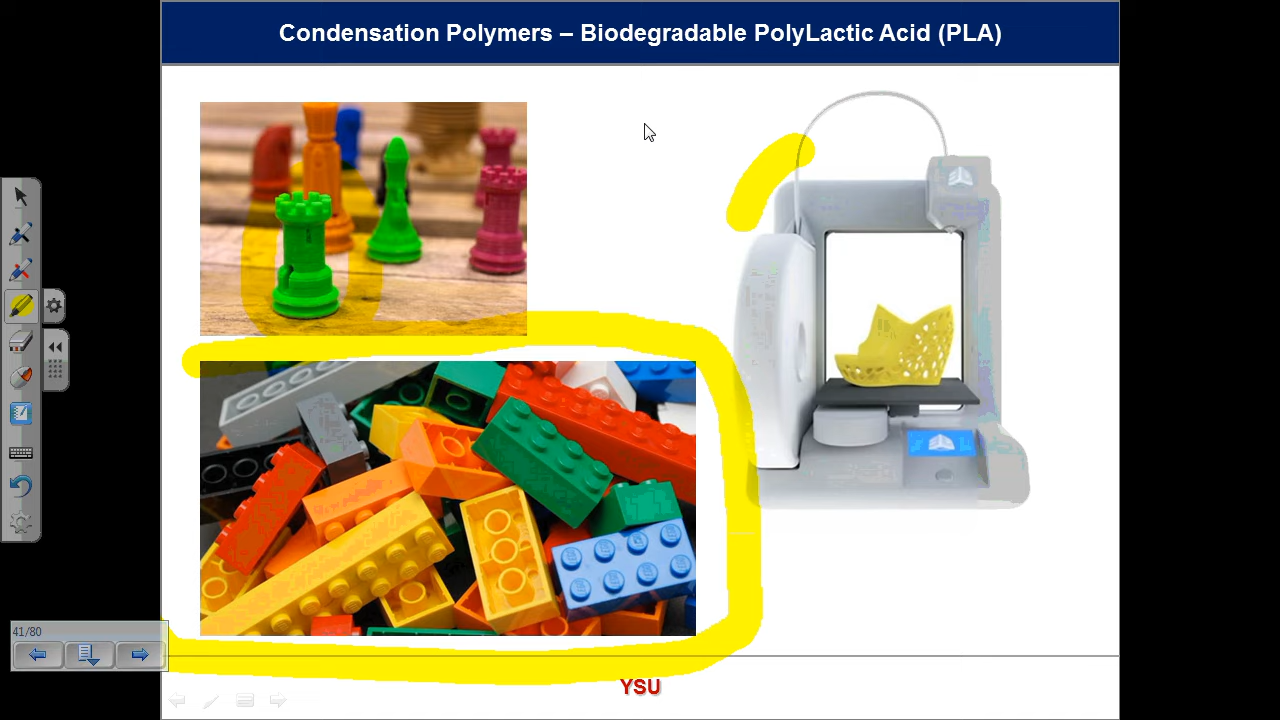 Condensation Polymers – Biodegradable PolyLactic Acid (PLA)
41/80
YSU